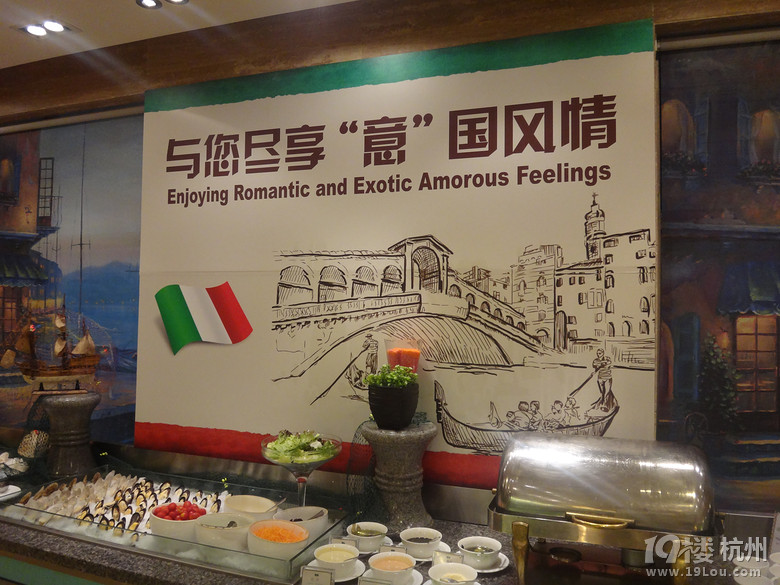 与您尽享“意”国风情
Enjoying Romantic and Exotic Amorous Feelings
19楼 杭州
www.19Lou.com